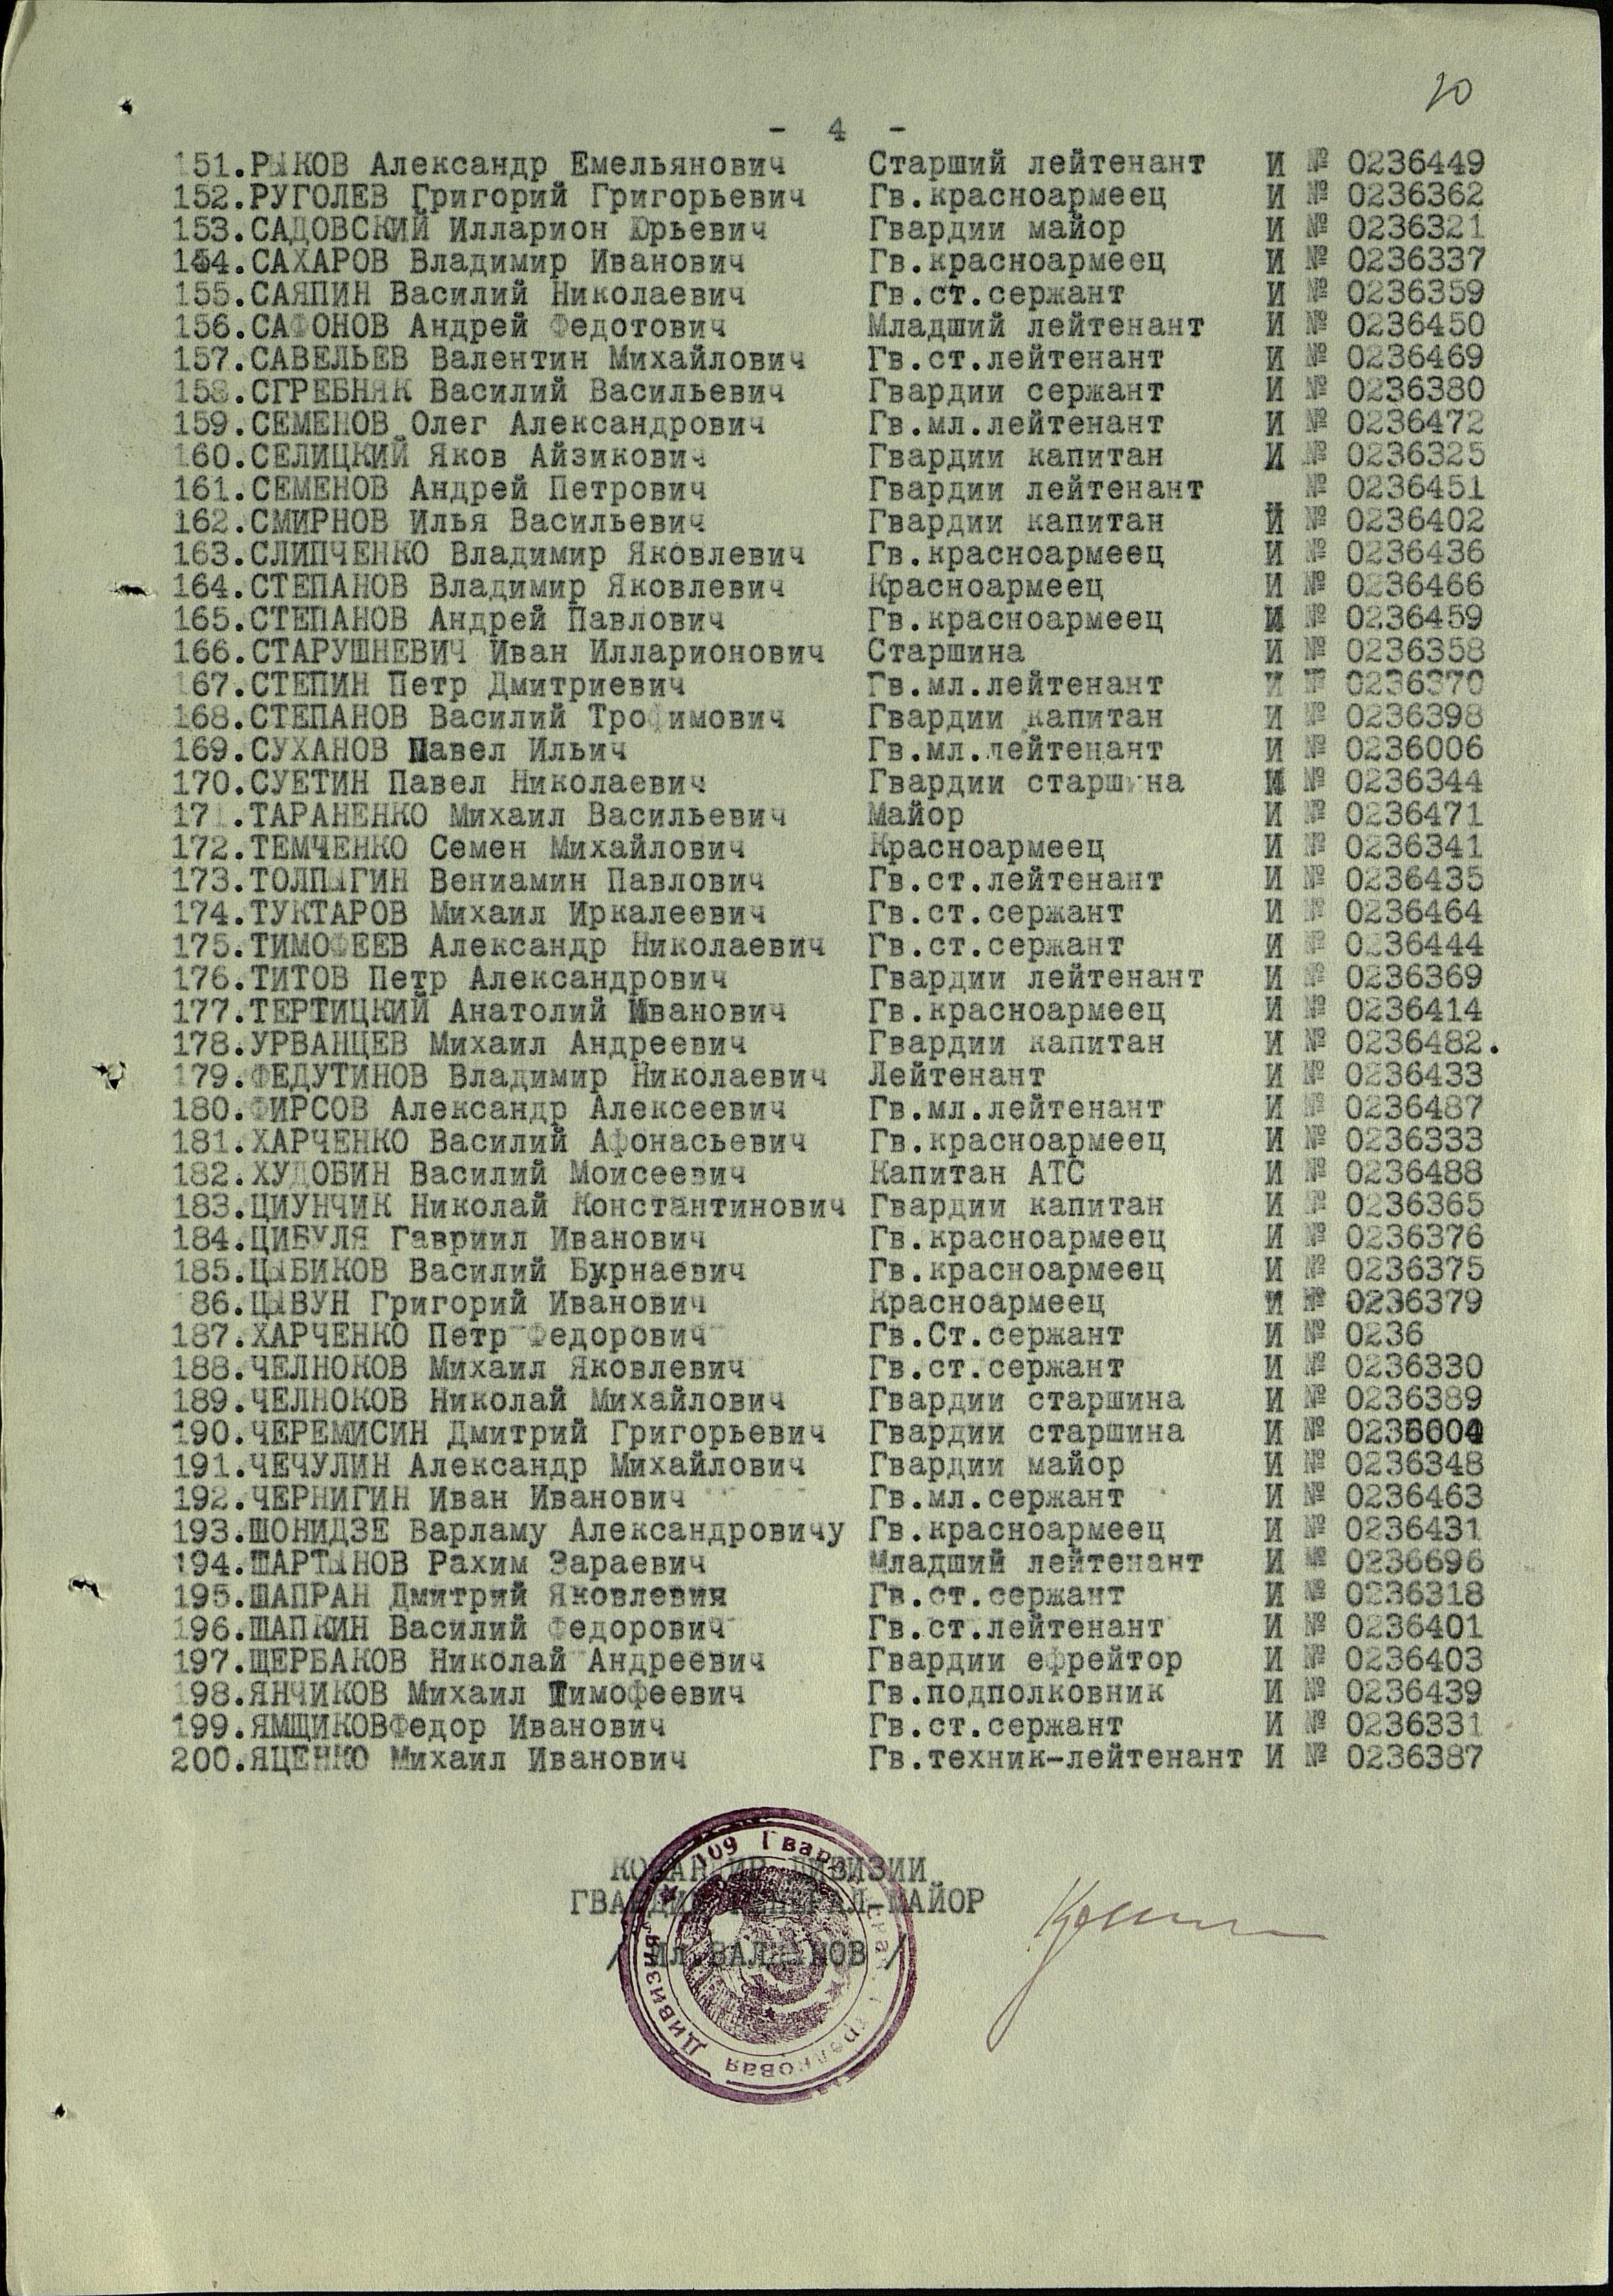 20
- 4 -
151.РЫКОВ Александр Емельянович Старший лейтенант И № 0236449
152.РУГОЛЕВ Григорий Григорьевич Гв.красноармеец И № 0236362
153.САДОВСКИЙ Илларион Юрьевич Гвардии майор И № 0236321
154.САХАРОВ Владимир Иванович Гв.красноармеец И № 0236337
155.САЯПИН Василий Николаевич Гв.ст.сержант И № 0236359
156.САФОНОВ Андрей Федотович Младший лейтенант И № 0236450
157.САВЕЛЬЕВ Валентин Михайлович Гв.ст.лейтенант И № 0236469
158.СГРЕБНЯК Василий Васильевич Гвардии сержант И № 0236380
159.СЕМЕНОВ Олег Александрович Гв.мл.лейтенант И № 0236472
160.СЕЛИЦКИЙ Яков Айзикович Гвардии капитан И № 0236325
161.СЕМЕНОВ Андрей Петрович Гвардии лейтенант № 0236451
162.СМИРНОВ Илья Васильевич Гвардии капитан И № 0236402
163.СЛИПЧЕНКО Владимир Яковлевич Гв.красноармеец И № 0236436
164.СТЕПАНОВ Владимир Яковлевич Красноармеец И № 0236466
165.СТЕПАНОВ Андрей Павлович Гв.красноармеец И № 0236459
166.СТАРУШНЕВИЧ Иван Илларионович Старшина И № 0236358
167.СТЕПИН Петр Дмитриевич Гв.мл.лейтенант И № 0236370
168.СТЕПАНОВ Василий Трофимович Гвардии капитан И № 0236398
169.СУХАНОВ Павел Ильич Гв.мл.лейтенант И № 0236006
170.СУЕТИН Павел Николаевич Гвардии старшина И № 0236344
171.ТАРАНЕНКО Михаил Васильевич Майор И № 0236471
172.ТЕМЧЕНКО Семен Михайлович Красноармеец И № 0236341
173.ТОЛПЫГИН Вениамин Павлович Гв.ст.лейтенант И № 0236435
174.ТУКТАРОВ Михаил Иркалеевич Гв.ст.сержант И № 0236464
175.ТИМОФЕЕВ Александр Николаевич Гв.ст.сержант И № 0236444
176.ТИТОВ Петр Александрович Гвардии лейтенант И № 0236369
177.ТЕРТИЦКИЙ Анатолий Иванович Гв.красноармеец И № 0236414
178.УРВАНЦЕВ Михаил Андреевич Гвардии капитан И № 0236482.
179.ФЕДУТИНОВ Владимир Николаевич Лейтенант И № 0236433
180.ФИРСОВ Александр Алексеевич Гв.мл.лейтенант И № 0236487
181.ХАРЧЕНКО Василий Афонасьевич Гв.красноармеец И № 0236333
182.ХУДОБИН Василий Моисеевич Капитан АТС И № 0236488
183.ЦИУНЧИК Николай Константинович Гвардии капитан И № 0236365
184.ЦИБУЛЯ Гавриил Иванович Гв.красноармеец И № 0236376
185.ЦЫБИКОВ Василий Бурнаевич Гв.красноармеец И № 0236375
86.ЦЫВУН Григорий Иванович Красноармеец И № 0236379
187.ХАРЧЕНКО Петр Федорович Гв.Ст.сержант И № 0236
188.ЧЕЛНОКОВ Михаил Яковлевич Гв.ст.сержант И № 0236330
189.ЧЕЛНОКОВ Николай Михайлович Гвардии старшина И № 0236389
190.ЧЕРЕМИСИН Дмитрий Григорьевич Гвардии старшина И №
191.ЧЕЧУЛИН Александр Михайлович Гвардии майор И № 0236348
192.ЧЕРНИГИН Иван Иванович Гв.мл.сержант И № 0236463
193.ШОНИДЗЕ Варламу Александровичу Гв.красноармеец И № 0236431
194.ШАРТЫНОВ Рахим Зараевич Младший лейтенант И № 0236696
195.ШАПРАН Дмитрий Яковлевия Гв.ст.сержант И № 0236318
196.ШАПКИН Василий Федорович Гв.ст.лейтенант И № 0236401
197.ЩЕРБАКОВ Николай Андреевич Гвардии ефрейтор И № 0236403
198.ЯНЧИКОВ Михаил Тимофеевич Гв.подполковник И № 0236439
199.ЯМЩИКОВФедор Иванович Гв.ст.сержант И № 0236331
200.ЯЦЕНКО Михаил Иванович Гв.техник-лейтенант И № 0236387
КОМАНДИР ДИВИЗИИ
ГВАРДИИ ГЕНЕРАЛ-МАЙОР
/ Ил.БАЛДЫНОВ /
109 Гвард. Стрелковая Дивизия